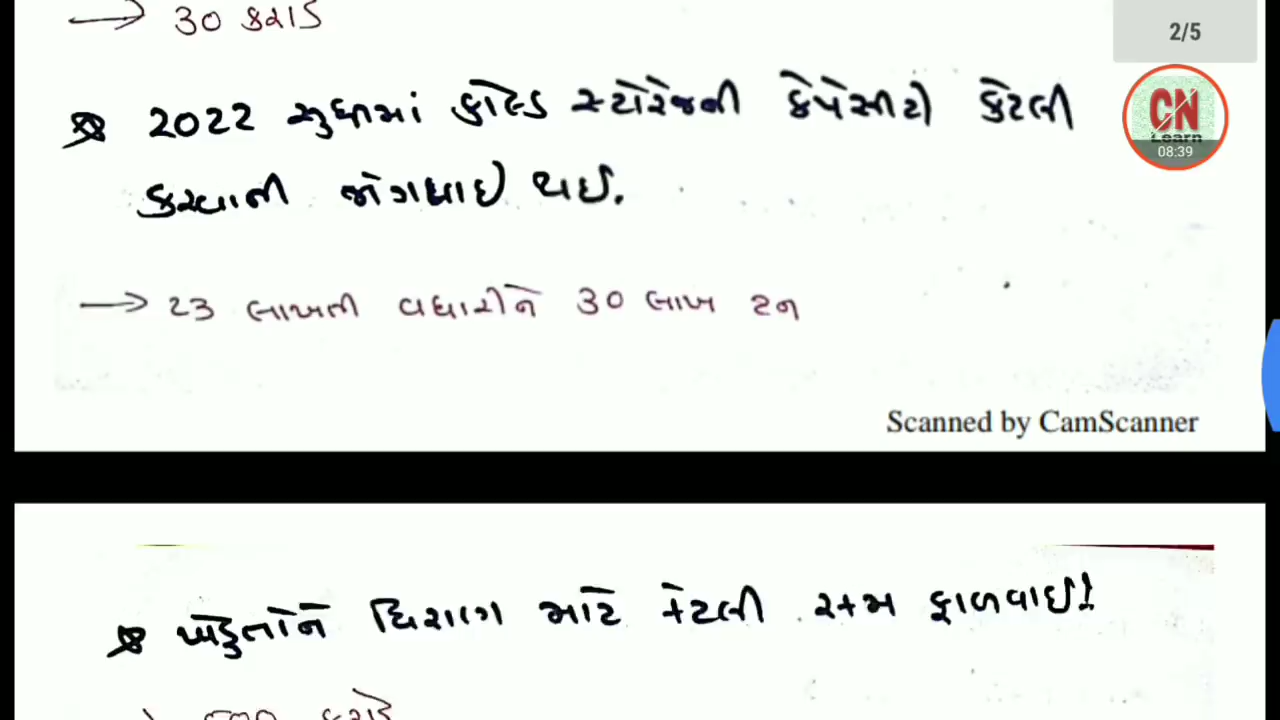 → 30 કરોડ
2/5
CN
Learn
08:39
2022 સુધીમાં કોલ્ડ સ્ટોરેજની કેપેસીટી કેટલી
કરવાની જોગવાઈ થઈ.
→ 23 લાખની વધારીને 30 લાખ ટન
Scanned by CamScanner
ખેડુતોને ધિરાણ માટે કેટલી રકમ ફાળવાઈ!
કરોડ